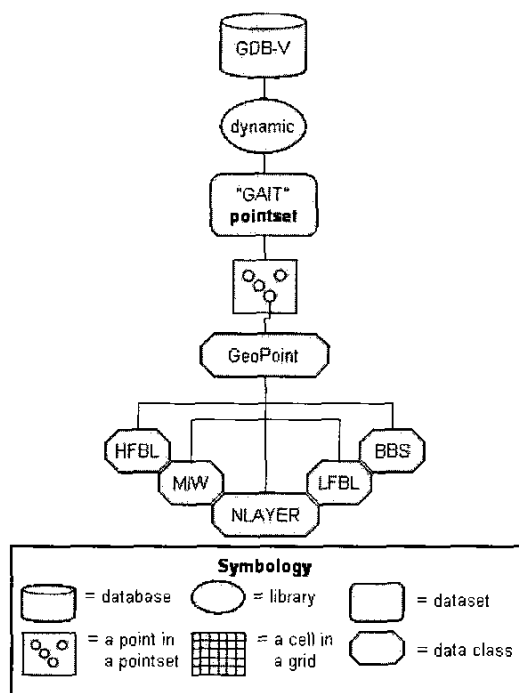 GDB-V
dynamic
"GAIT"
pointset
GeoPoint
HFBL
BBS
MIW
LFBL
NLAYER
Symbology
= database
= library
= dataset
= a point in
a pointset
= a cell in
a grid
= data class